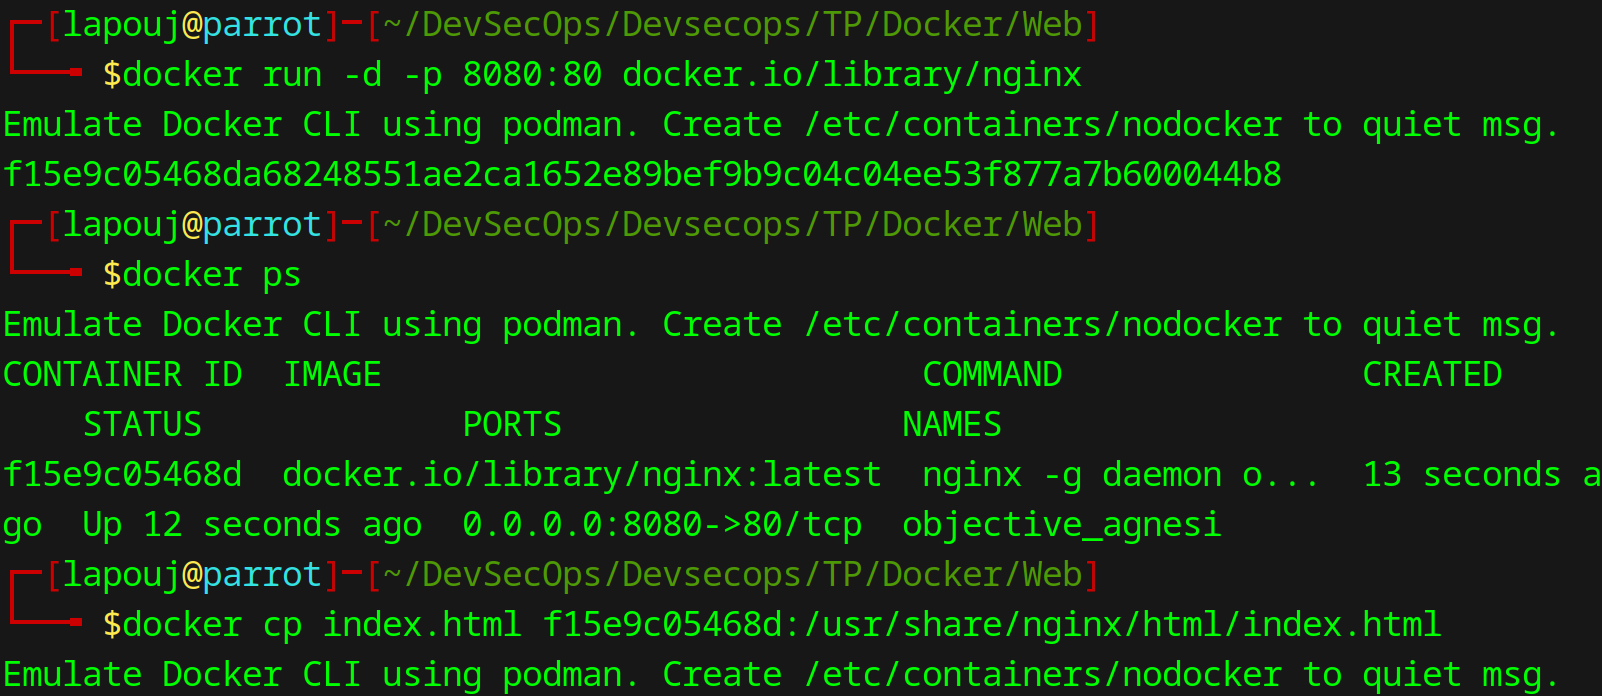 ┌─[lapouj@parrot]─[~/DevSecOps/Devsecops/TP/Docker/Web]
└──╼ $docker run -d -p 8080:80 docker.io/library/nginx
Emulate Docker CLI using podman. Create /etc/containers/nodocker to quiet msg.
f15e9c05468da68248551ae2ca1652e89bef9b9c04c04ee53f877a7b600044b8
┌─[lapouj@parrot]─[~/DevSecOps/Devsecops/TP/Docker/Web]
└──╼ $docker ps
Emulate Docker CLI using podman. Create /etc/containers/nodocker to quiet msg.
CONTAINER ID  IMAGE                           COMMAND               CREATED
    STATUS             PORTS                 NAMES
f15e9c05468d  docker.io/library/nginx:latest  nginx -g daemon o...  13 seconds a
go  Up 12 seconds ago  0.0.0.0:8080->80/tcp  objective_agnesi
┌─[lapouj@parrot]─[~/DevSecOps/Devsecops/TP/Docker/Web]
└──╼ $docker cp index.html f15e9c05468d:/usr/share/nginx/html/index.html
Emulate Docker CLI using podman. Create /etc/containers/nodocker to quiet msg.